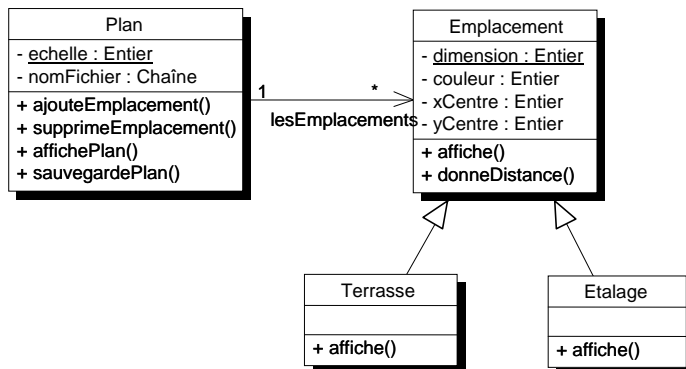 Plan
- echelle : Entier
- nomFichier : Chaîne
+ ajouteEmplacement()
+ supprimeEmplacement()
+ affichePlan()
+ sauvegardePlan()
1
*
lesEmplacements
Emplacement
- dimension : Entier
- couleur : Entier
- xCentre : Entier
- yCentre : Entier
+ affiche()
+ donneDistance()
Terrasse
+ affiche()
Etalage
+ affiche()